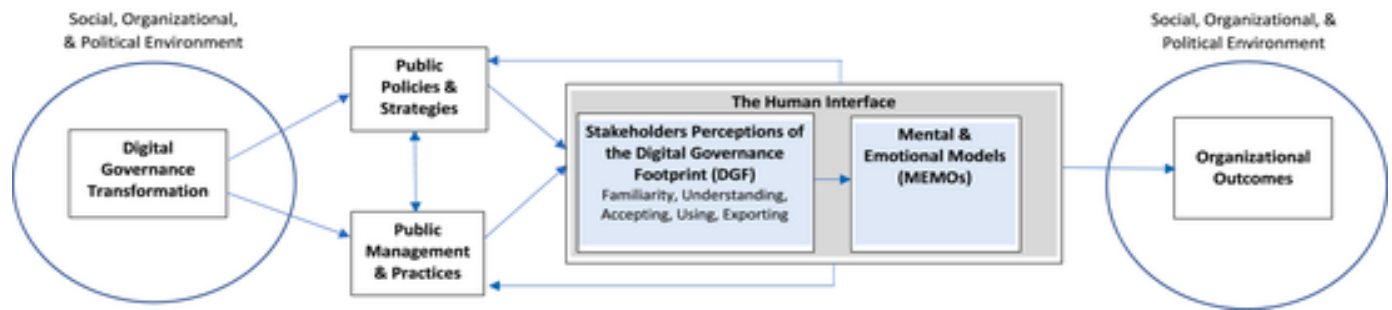 Social, Organizational,
& Political Environment
Digital
Governance
Transformation
Public
Policies &
Strategies
Public
Management
& Practices
The Human Interface
Stakeholders Perceptions of
the Digital Governance
Footprint (DGF)
Familiarity, Understanding,
Accepting, Using, Exporting
Mental &
Emotional Models
(MEMOs)
Social, Organizational, &
Political Environment
Organizational
Outcomes